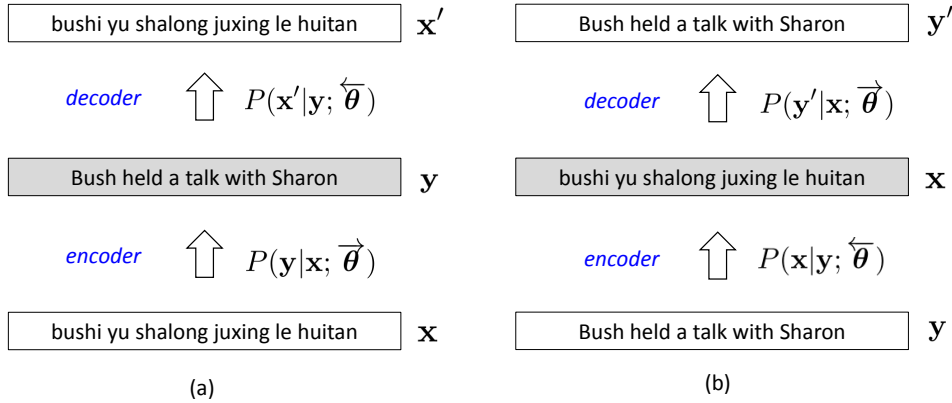 bushi yu shalong juxing le huitan x′
decoder P(x′|y; θ⃖)
Bush held a talk with Sharon y
encoder P(y|x; θ⃗)
bushi yu shalong juxing le huitan x
(a)
Bush held a talk with Sharon y′
decoder P(y′|x; θ⃗)
bushi yu shalong juxing le huitan x
encoder P(x|y; θ⃖)
Bush held a talk with Sharon y
(b)